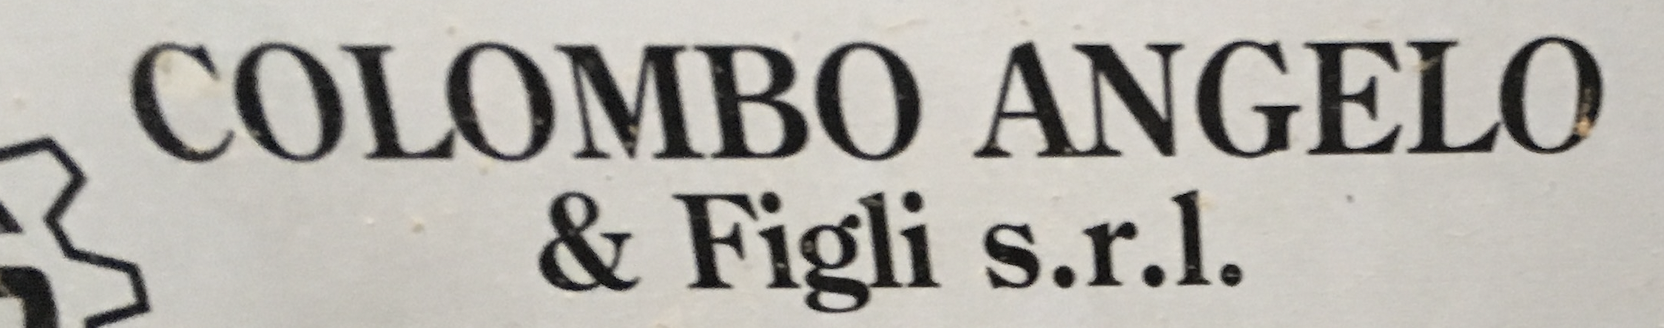 COLOMBO ANGELO
& Figli s.r.l.